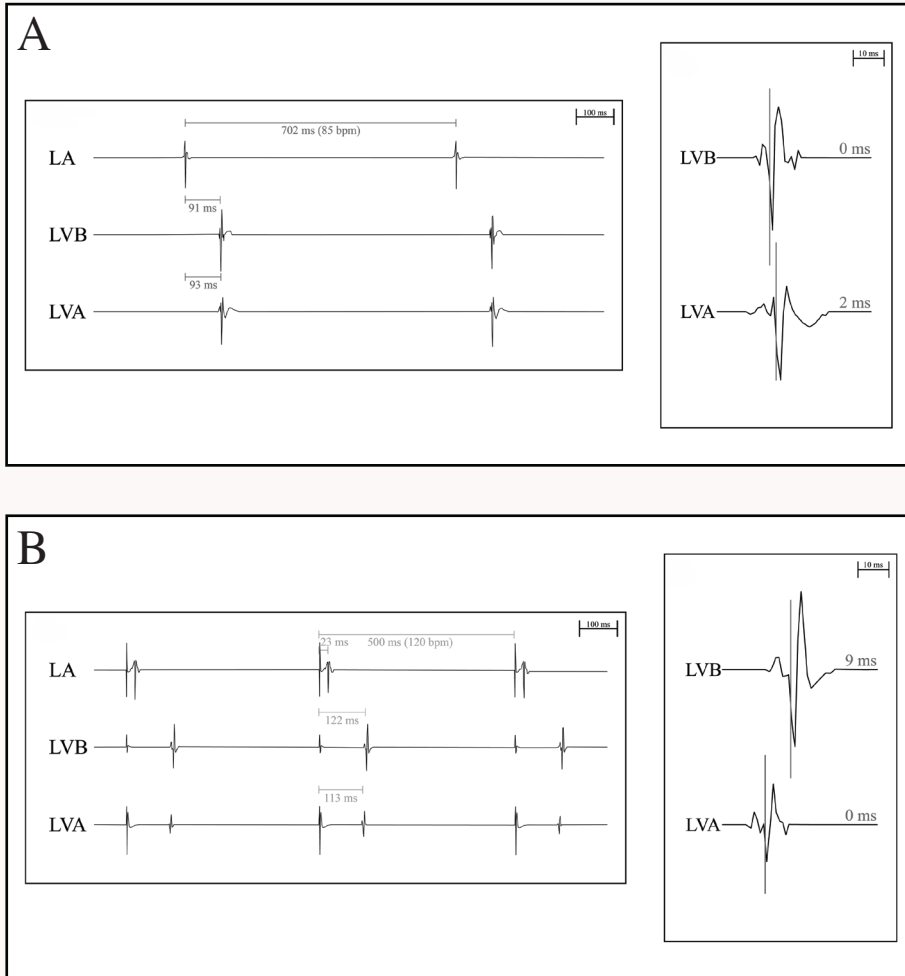 A
100 ms
702 ms (85 bpm)
LA
91 ms
LVB
93 ms
LVA
10 ms
LVB
0 ms
LVA
2 ms
B
100 ms
23 ms
500 ms (120 bpm)
LA
122 ms
LVB
113 ms
LVA
10 ms
LVB
9 ms
LVA
0 ms